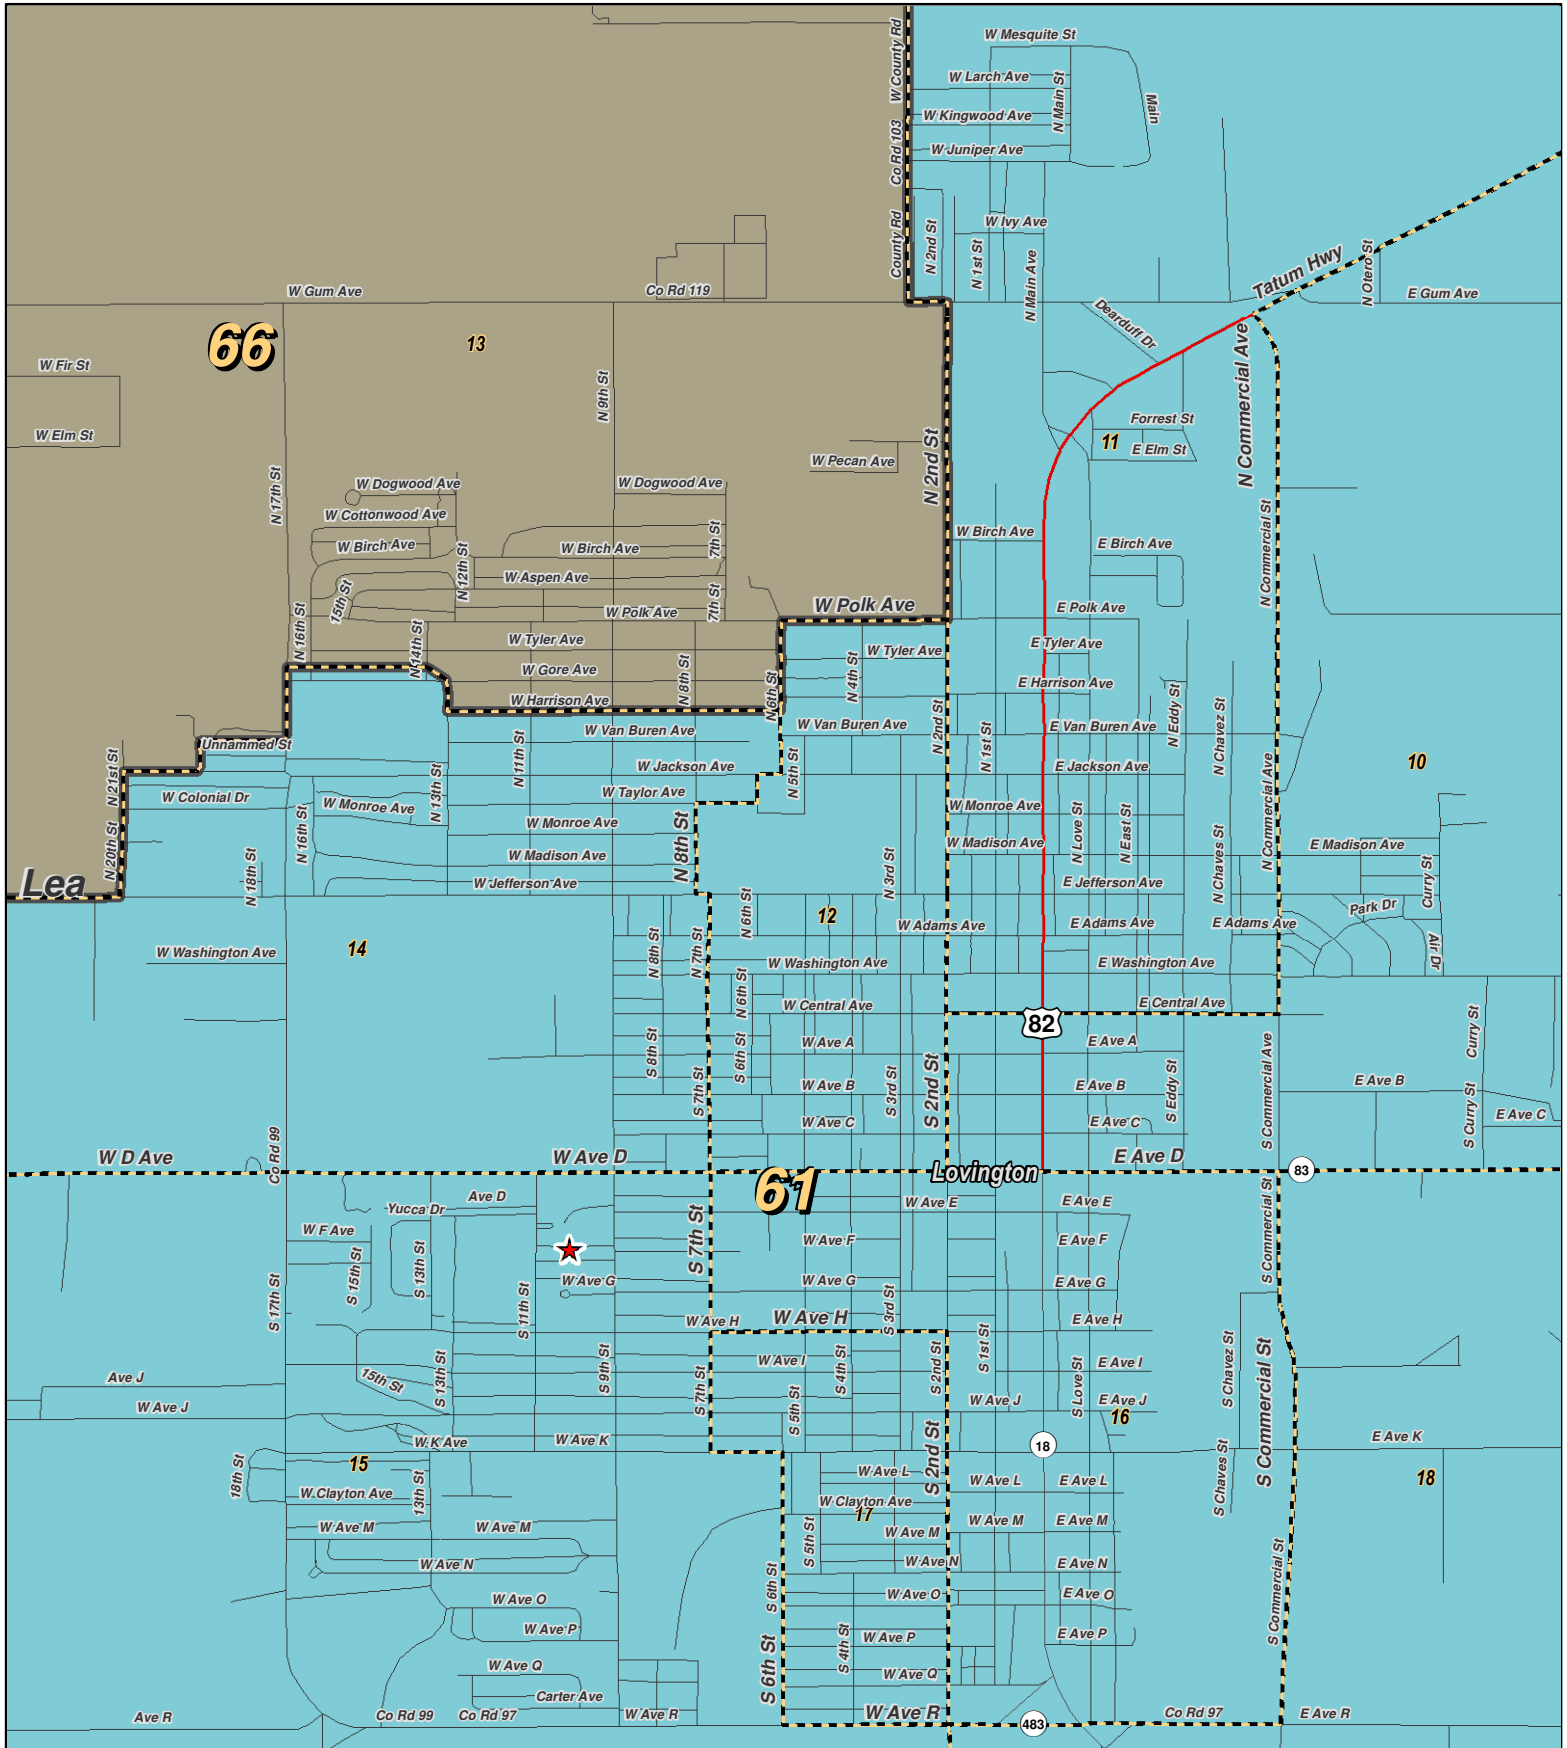 W Mesquite St
W County Rd
W Larch Ave
N Main St
Main
W Kingwood Ave
Co Rd 103
W Juniper Ave
County Rd
N 2nd St
W Ivy Ave
N 1st St
N Main Ave
Tatum Hwy
N Otero St
W Gum Ave
Co Rd 119
E Gum Ave
Dearduff Dr
66
13
N Commercial Ave
W Fir St
N 9th St
W Elm St
Forrest St
11
E Elm St
W Pecan Ave
N 2nd St
N 17th St
W Dogwood Ave
W Dogwood Ave
W Cottonwood Ave
N Commercial St
W Birch Ave
W Birch Ave
7th St
W Birch Ave
E Birch Ave
N 12th St
W Aspen Ave
15th St
W Polk Ave
7th St
W Polk Ave
E Polk Ave
N 16th St
N 14th St
W Tyler Ave
W Tyler Ave
E Tyler Ave
W Gore Ave
N 8th St
N 4th St
E Harrison Ave
W Harrison Ave
N 6th St
N 2nd St
N Eddy St
N Chavez St
W Van Buren Ave
W Van Buren Ave
E Van Buren Ave
Unnammed St
N 11th St
N 1st St
N 21st St
W Jackson Ave
N 5th St
E Jackson Ave
10
N 13th St
W Taylor Ave
W Colonial Dr
W Monroe Ave
W Monroe Ave
N Commercial Ave
N 16th St
W Monroe Ave
N 8th St
N Love St
N East St
N 20th St
W Madison Ave
W Madison Ave
E Madison Ave
N 18th St
N 3rd St
N Chaves St
Curry St
Lea
W Jefferson Ave
E Jefferson Ave
Park Dr
N 6th St
12
W Adams Ave
E Adams Ave
E Adams Ave
Air Dr
W Washington Ave
14
N 8th St
N 7th St
W Washington Ave
E Washington Ave
N 6th St
W Central Ave
E Central Ave
82
Curry St
S 8th St
S 6th St
W Ave A
E Ave A
S Commercial Ave
S 7th St
W Ave B
S 3rd St
S 2nd St
E Ave B
S Eddy St
E Ave B
W Ave C
E Ave C
S Curry St
E Ave C
W D Ave
Co Rd 99
W Ave D
Lovington
E Ave D
83
61
Ave D
Yucca Dr
W Ave E
E Ave E
W F Ave
S 7th St
W Ave F
E Ave F
S Commercial St
S 15th St
S 13th St
W Ave G
W Ave G
E Ave G
S 17th St
S 11th St
W Ave H
W Ave H
S 3rd St
E Ave H
S 1st St
S Chavez St
S Commercial St
W Ave I
E Ave I
15th St
S 13th St
S 9th St
S 7th St
S 4th St
S 2nd St
S Love St
Ave J
W Ave J
W Ave J
E Ave J
S 5th St
16
W K Ave
W Ave K
18
E Ave K
S 2nd St
18th St
15
13th St
W Ave L
W Ave L
E Ave L
S Chaves St
18
W Clayton Ave
W Clayton Ave
17
W Ave M
W Ave M
W Ave M
W Ave M
E Ave M
S 5th St
W Ave N
W Ave N
E Ave N
S Commercial St
S 6th St
W Ave O
W Ave O
E Ave O
W Ave P
S 4th St
W Ave P
E Ave P
S 6th St
W Ave Q
W Ave Q
Carter Ave
Ave R
Co Rd 99
Co Rd 97
W Ave R
W Ave R
483
Co Rd 97
E Ave R